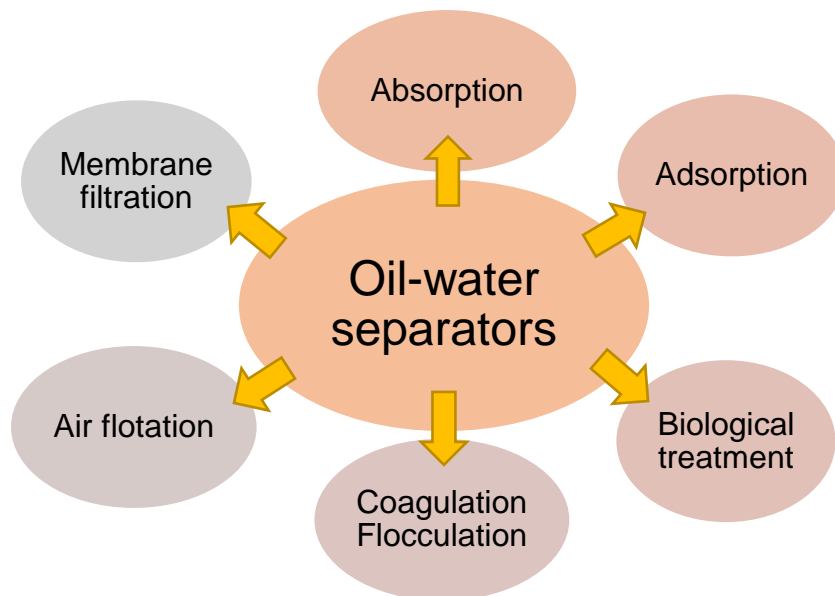 Absorption
Membrane
filtration
Adsorption
Oil-water
separators
Air flotation
Biological
treatment
Coagulation
Flocculation